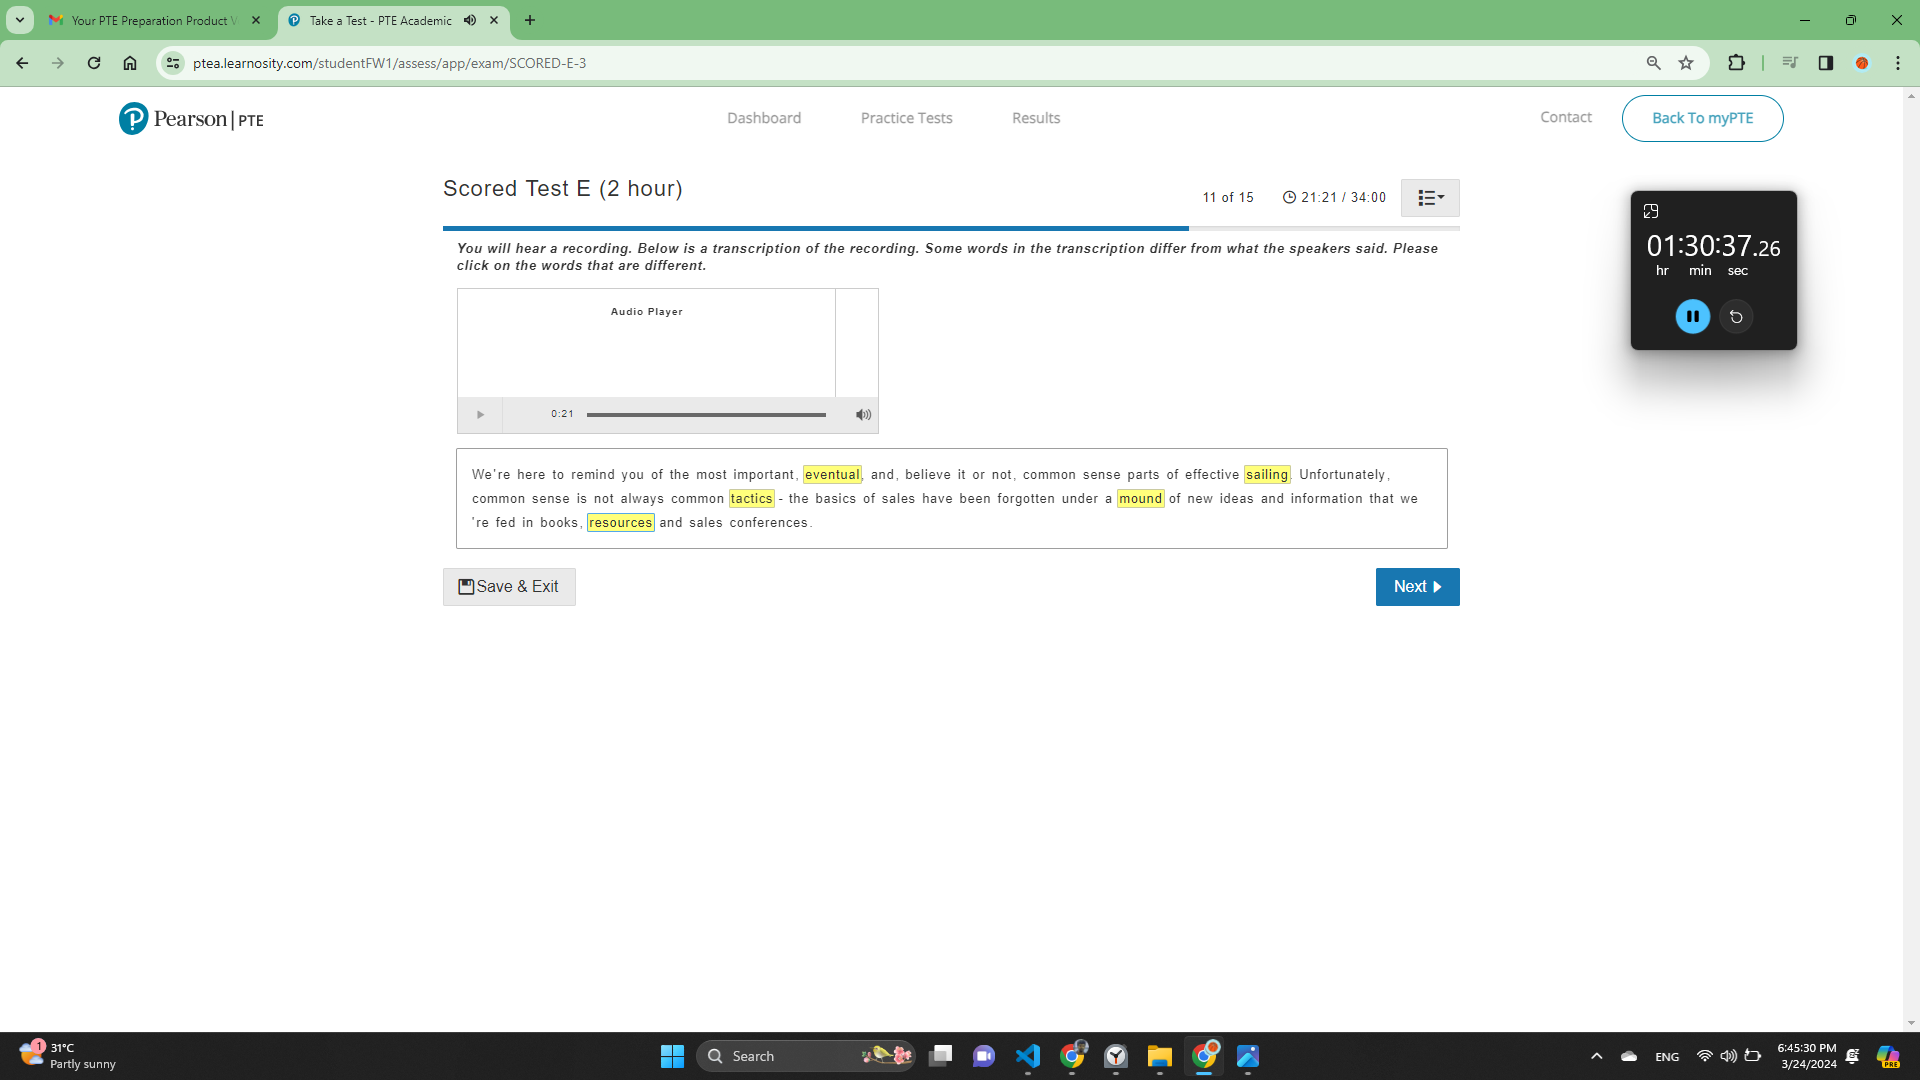 Your PTE Preparation Product V
Take a Test - PTE Academic
ptea.learnosity.com/studentFW1/assess/app/exam/SCORED-E-3
Pearson | PTE
Dashboard
Practice Tests
Results
Contact
Back To myPTE
Scored Test E (2 hour)
11 of 15
21:21 / 34:00
You will hear a recording. Below is a transcription of the recording. Some words in the transcription differ from what the speakers said. Please
click on the words that are different.
Audio Player
0:21
We're here to remind you of the most important, eventual, and, believe it or not, common sense parts of effective sailing. Unfortunately,
common sense is not always common tactics - the basics of sales have been forgotten under a mound of new ideas and information that we
're fed in books, resources and sales conferences.
Save & Exit
Next
01:30:37.26
hr min sec
1
31°C
Partly sunny
Search
ENG
6:45:30 PM
3/24/2024
PRE